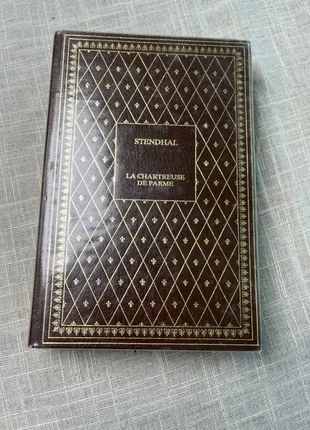 STENDHAL
LA CHARTREUSE
DE PARME